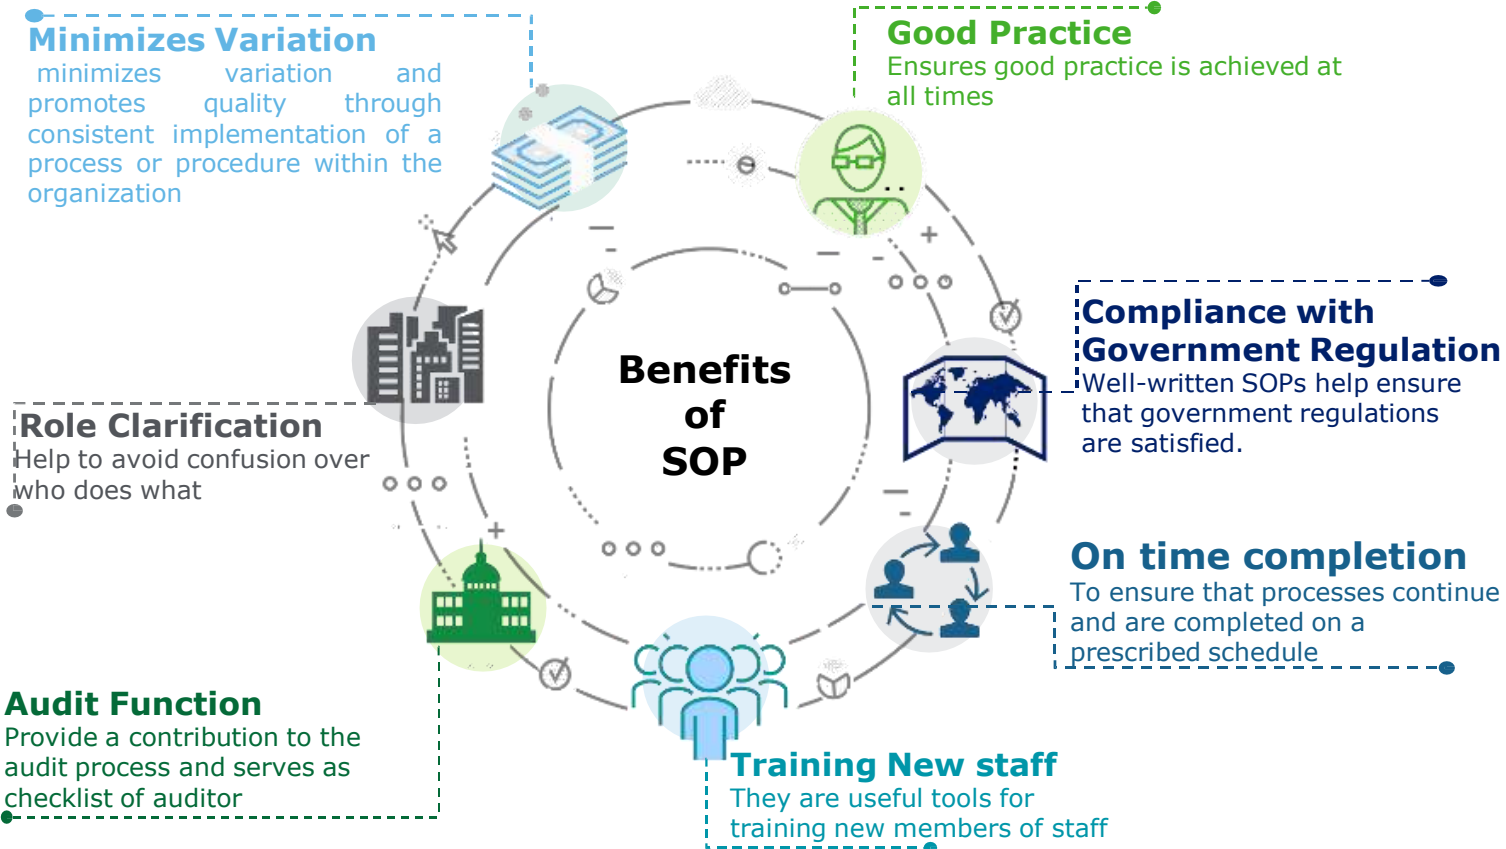 Minimizes Variation
minimizes variation and
promotes quality through
consistent implementation of a
process or procedure within the
organization
Good Practice
Ensures good practice is achieved at
all times
Compliance with
Government Regulation
Well-written SOPs help ensure
that government regulations
are satisfied.
Benefits
of
SOP
Role Clarification
Help to avoid confusion over
who does what
On time completion
To ensure that processes continue
and are completed on a
prescribed schedule
Audit Function
Provide a contribution to the
audit process and serves as
checklist of auditor
Training New staff
They are useful tools for
training new members of staff